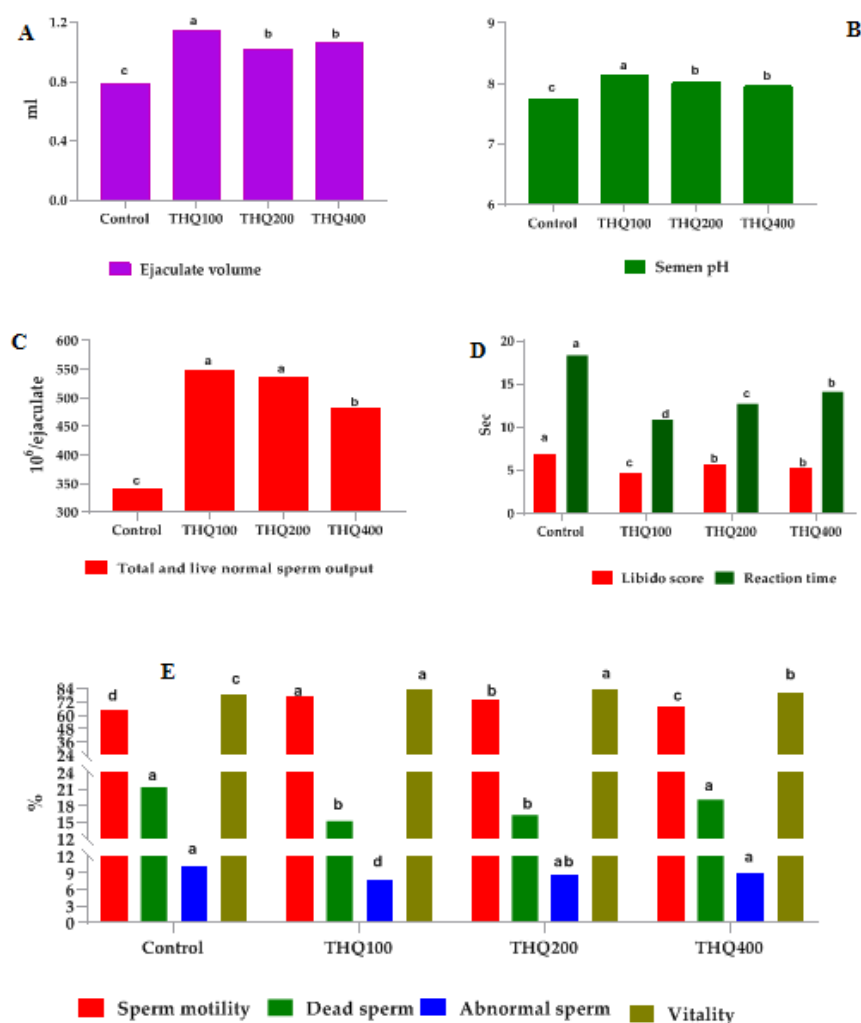 A
1.2
0.8
0.4
0.0
ml
c
a
b
b
Control THQ100 THQ200 THQ400
Ejaculate volume
B
9
8
7
6
c
a
b
b
Control THQ100 THQ200 THQ400
Semen pH
C
600
550
500
450
400
350
300
10⁶/ejaculate
c
a
a
b
Control THQ100 THQ200 THQ400
Total and live normal sperm output
D
20
15
10
5
0
Sec
a
a
c
d
b
c
b
b
Control THQ100 THQ200 THQ400
Libido score Reaction time
E
84
72
60
48
36
24
24
21
18
15
12
12
9
6
3
0
%
d c a a b a c b
a b b a
a d ab a
Control THQ100 THQ200 THQ400
Sperm motility Dead sperm Abnormal sperm Vitality